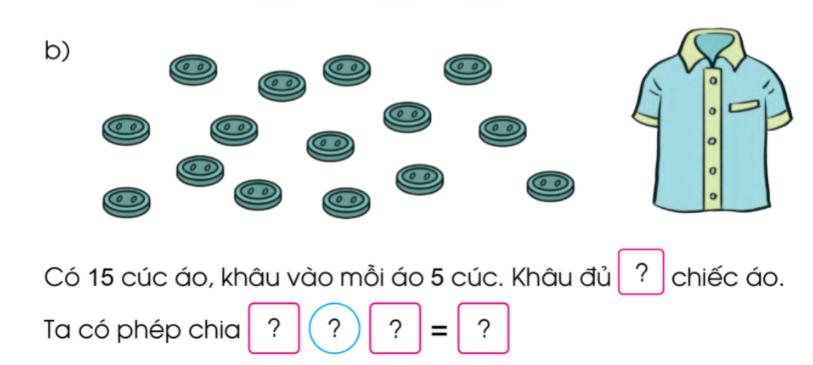 b)
Có 15 cúc áo, khâu vào mỗi áo 5 cúc. Khâu đủ ? chiếc áo.
Ta có phép chia ? ? ? = ?